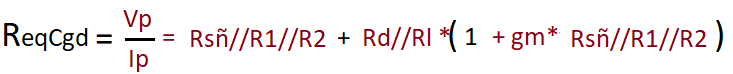 ReqCgd = Vp/Ip = Rsñ//R1//R2 + Rd//Rl *( 1 + gm* Rsñ//R1//R2 )